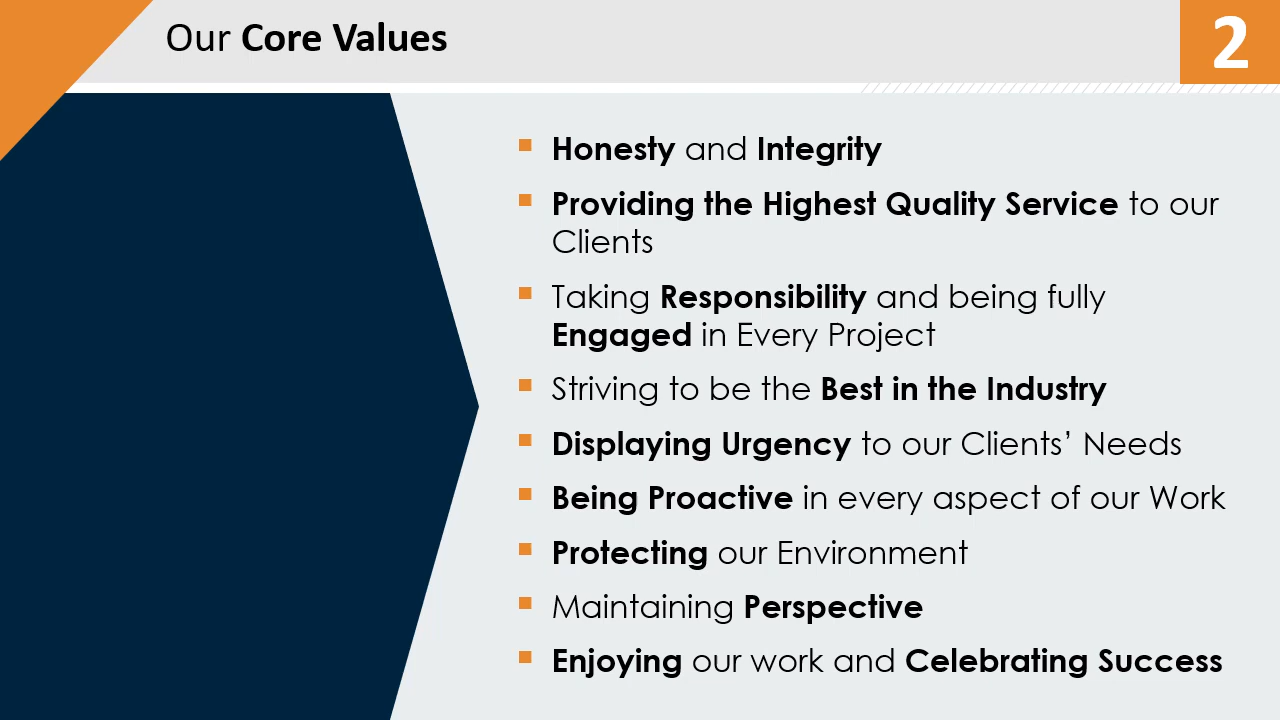 Our Core Values
2
Honesty and Integrity
Providing the Highest Quality Service to our
Clients
Taking Responsibility and being fully
Engaged in Every Project
Striving to be the Best in the Industry
Displaying Urgency to our Clients’ Needs
Being Proactive in every aspect of our Work
Protecting our Environment
Maintaining Perspective
Enjoying our work and Celebrating Success